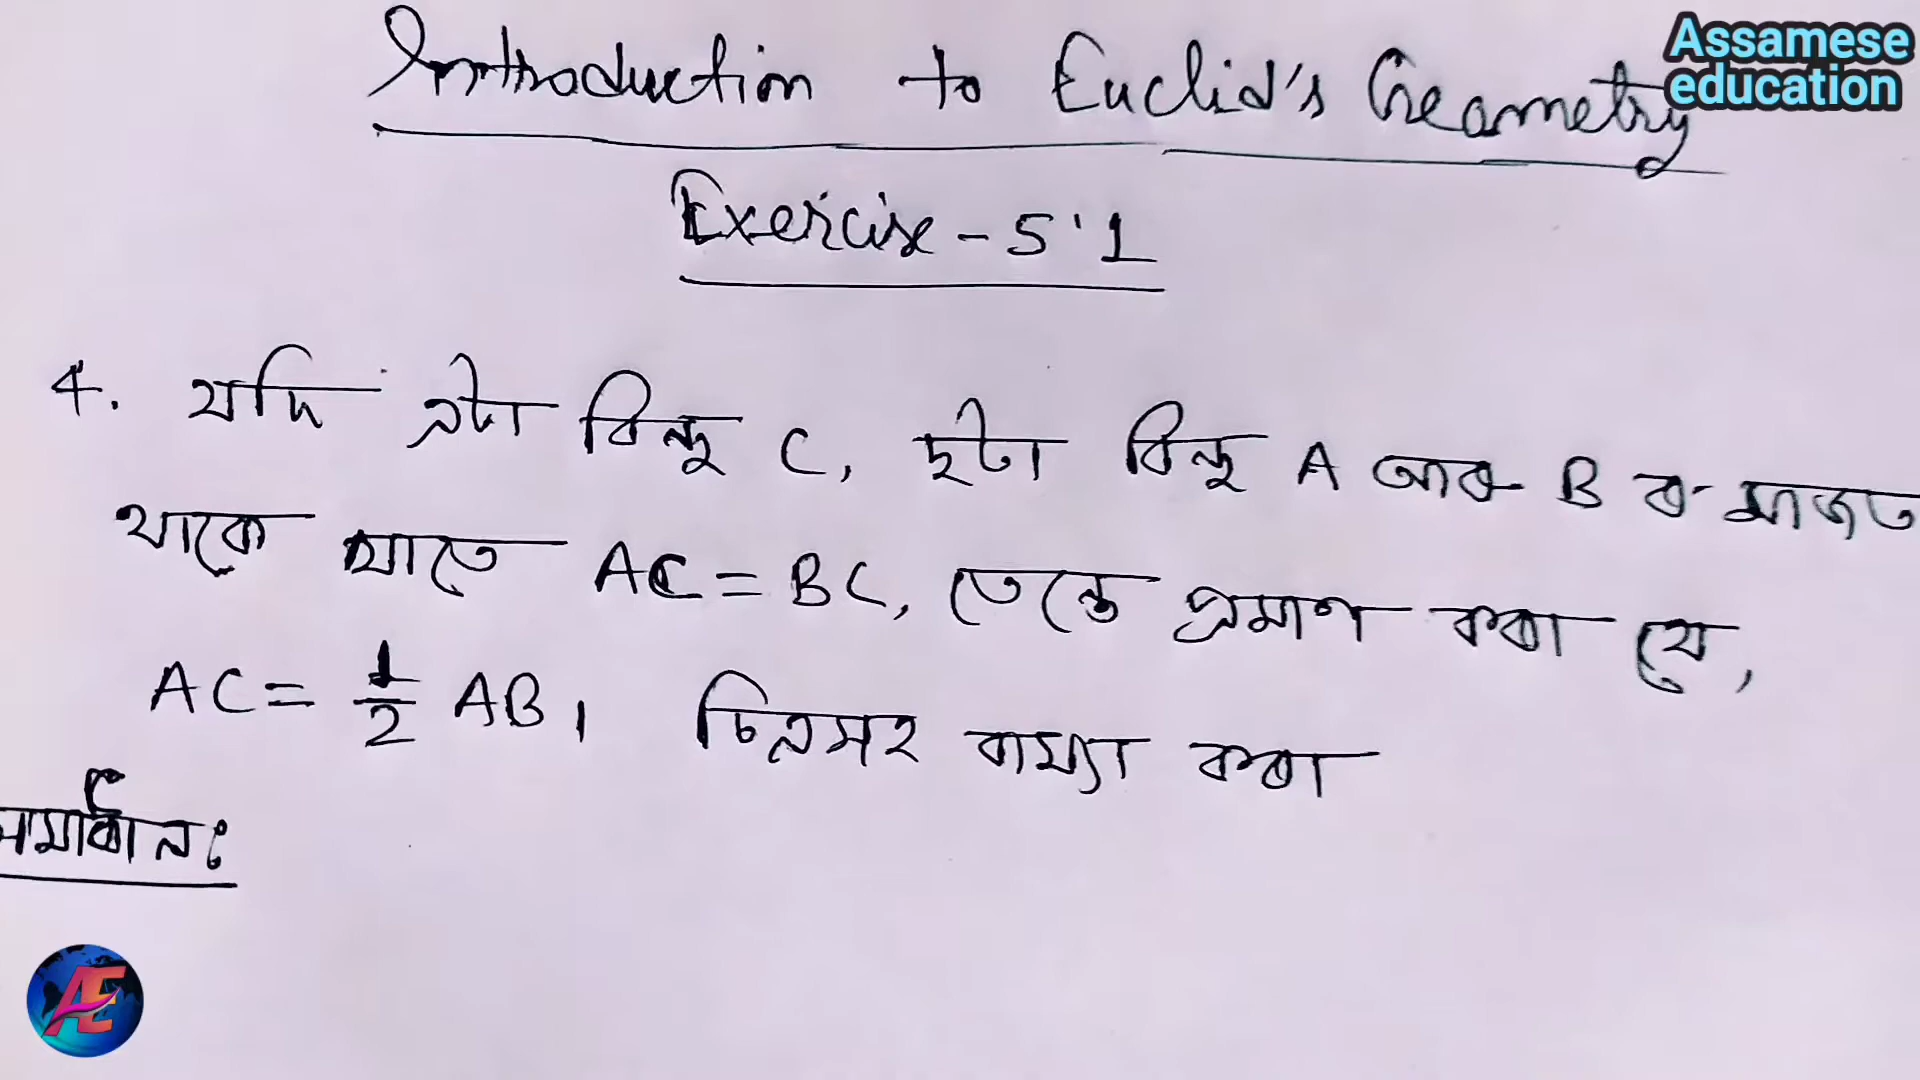 Introduction to Euclid's Geometry
Assamese
education
Exercise - 5.1
4. যদি এটা বিন্দু C, দুটা বিন্দু A আৰু B ৰ মাজত
থাকে যাতে AC = BC, তেন্তে প্ৰমাণ কৰা যে,
AC = 1/2 AB, চিত্ৰসহ ব্যাখ্যা কৰা
সমাধানঃ
AE